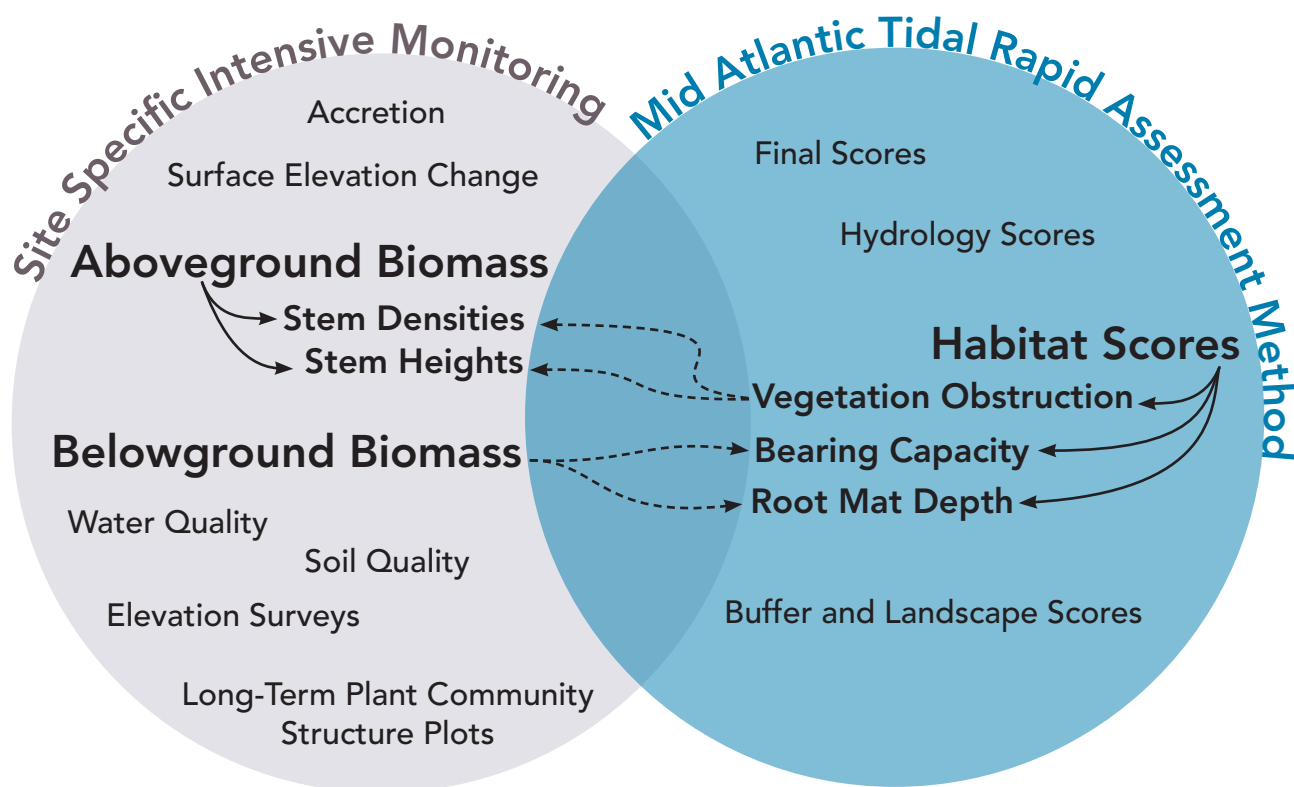 Site Specific Intensive Monitoring
Accretion
Surface Elevation Change
Aboveground Biomass
Stem Densities
Stem Heights
Belowground Biomass
Water Quality
Soil Quality
Elevation Surveys
Long-Term Plant Community
Structure Plots
Mid Atlantic Tidal Rapid Assessment Method
Final Scores
Hydrology Scores
Habitat Scores
Vegetation Obstruction
Bearing Capacity
Root Mat Depth
Buffer and Landscape Scores